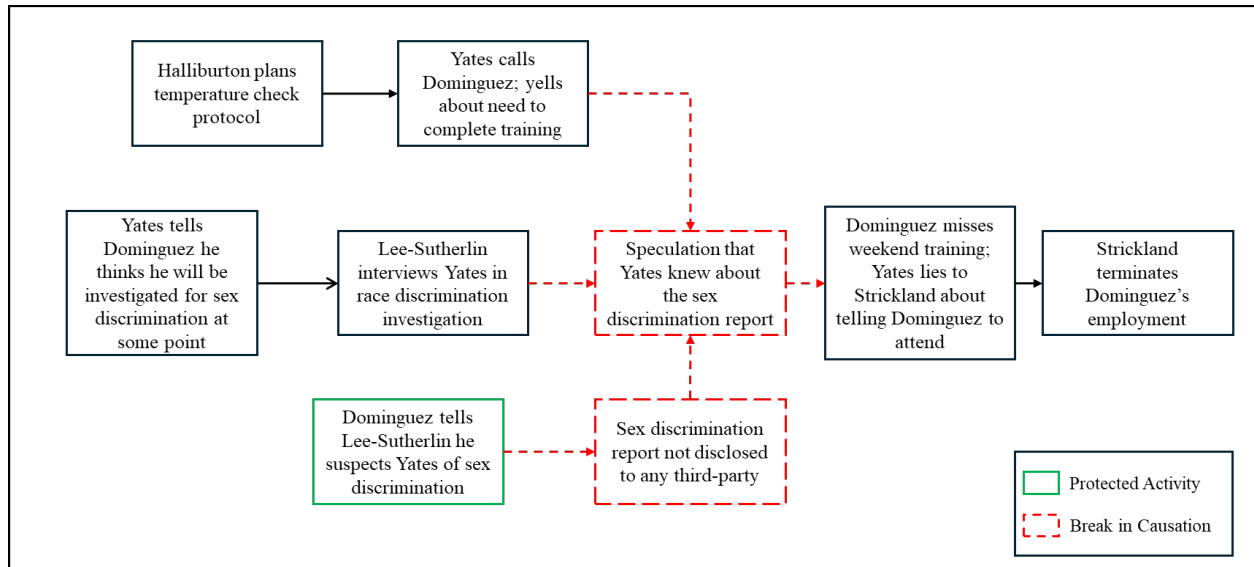 Halliburton plans
temperature check
protocol
Yates calls
Dominguez; yells
about need to
complete training
Yates tells
Dominguez he
thinks he will be
investigated for sex
discrimination at
some point
Lee-Sutherlin
interviews Yates in
race discrimination
investigation
Speculation that
Yates knew about
the sex
discrimination report
Dominguez misses
weekend training;
Yates lies to
Strickland about
telling Dominguez to
attend
Strickland
terminates
Dominguez’s
employment
Dominguez tells
Lee-Sutherlin he
suspects Yates of sex
discrimination
Sex discrimination
report not disclosed
to any third-party
Protected Activity
Break in Causation